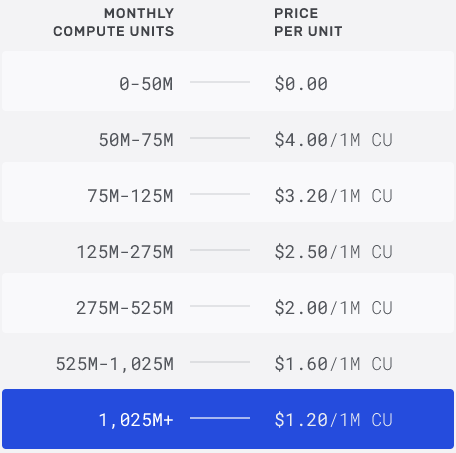 MONTHLY COMPUTE UNITS PRICE PER UNIT
0-50M $0.00
50M-75M $4.00/1M CU
75M-125M $3.20/1M CU
125M-275M $2.50/1M CU
275M-525M $2.00/1M CU
525M-1,025M $1.60/1M CU
1,025M+ $1.20/1M CU